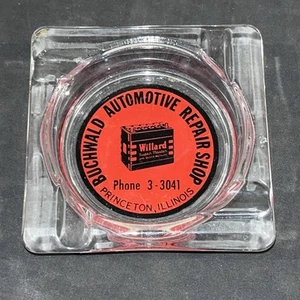 BUCHWALD AUTOMOTIVE REPAIR SHOP
Willard
Phone 3-3041
PRINCETON, ILLINOIS